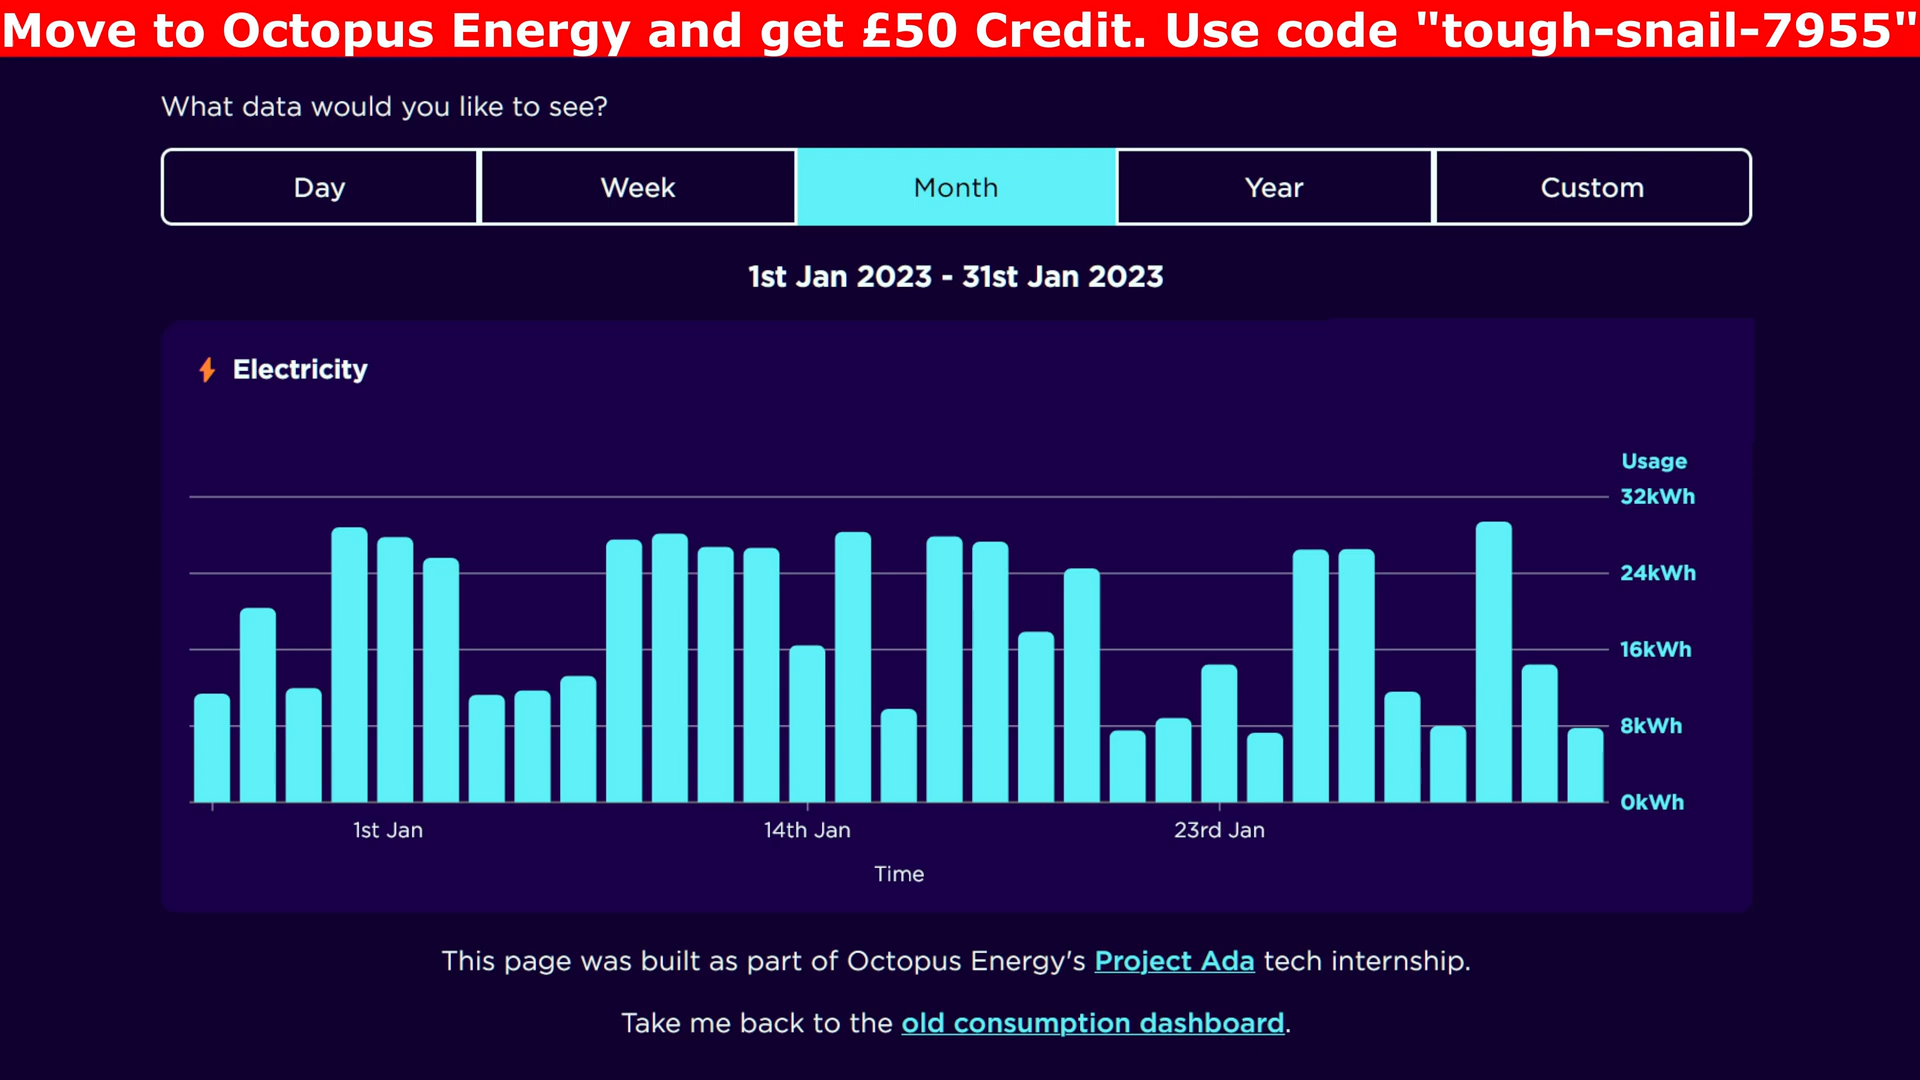 Move to Octopus Energy and get £50 Credit. Use code "tough-snail-7955"
What data would you like to see?
Day Week Month Year Custom
1st Jan 2023 - 31st Jan 2023
Electricity
Usage
32kWh
24kWh
16kWh
8kWh
0kWh
1st Jan 14th Jan 23rd Jan
Time
This page was built as part of Octopus Energy's Project Ada tech internship.
Take me back to the old consumption dashboard.